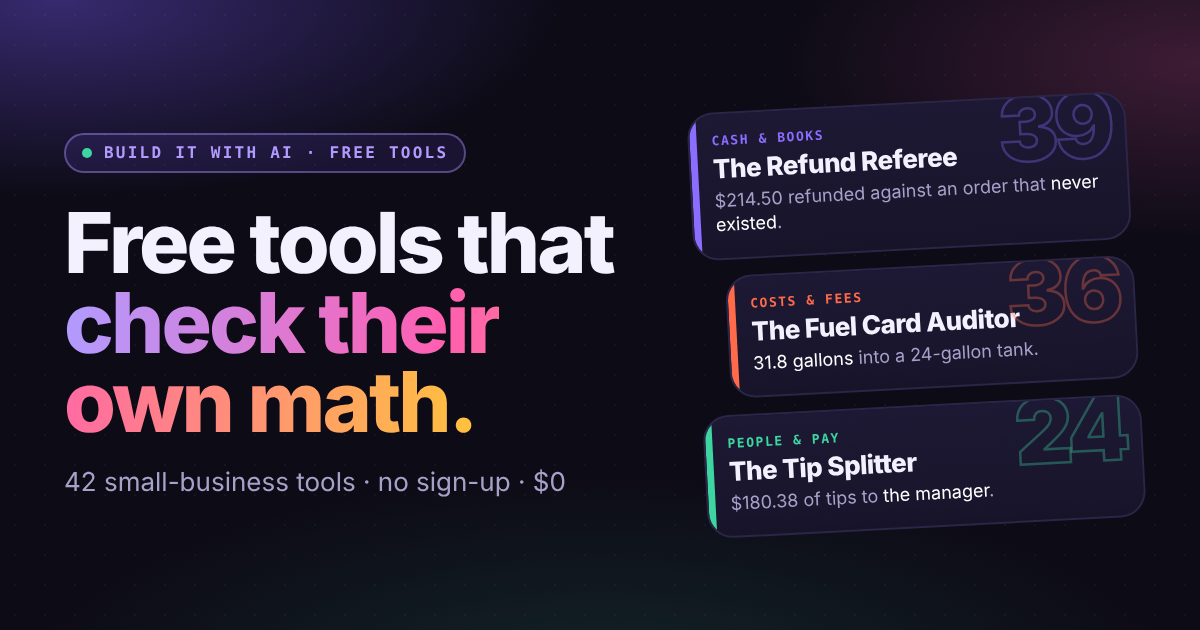 BUILD IT WITH AI · FREE TOOLS
Free tools that
check their
own math.
42 small-business tools · no sign-up · $0
39
CASH & BOOKS
The Refund Referee
$214.50 refunded against an order that never
existed.
36
COSTS & FEES
The Fuel Card Auditor
31.8 gallons into a 24-gallon tank.
24
PEOPLE & PAY
The Tip Splitter
$180.38 of tips to the manager.